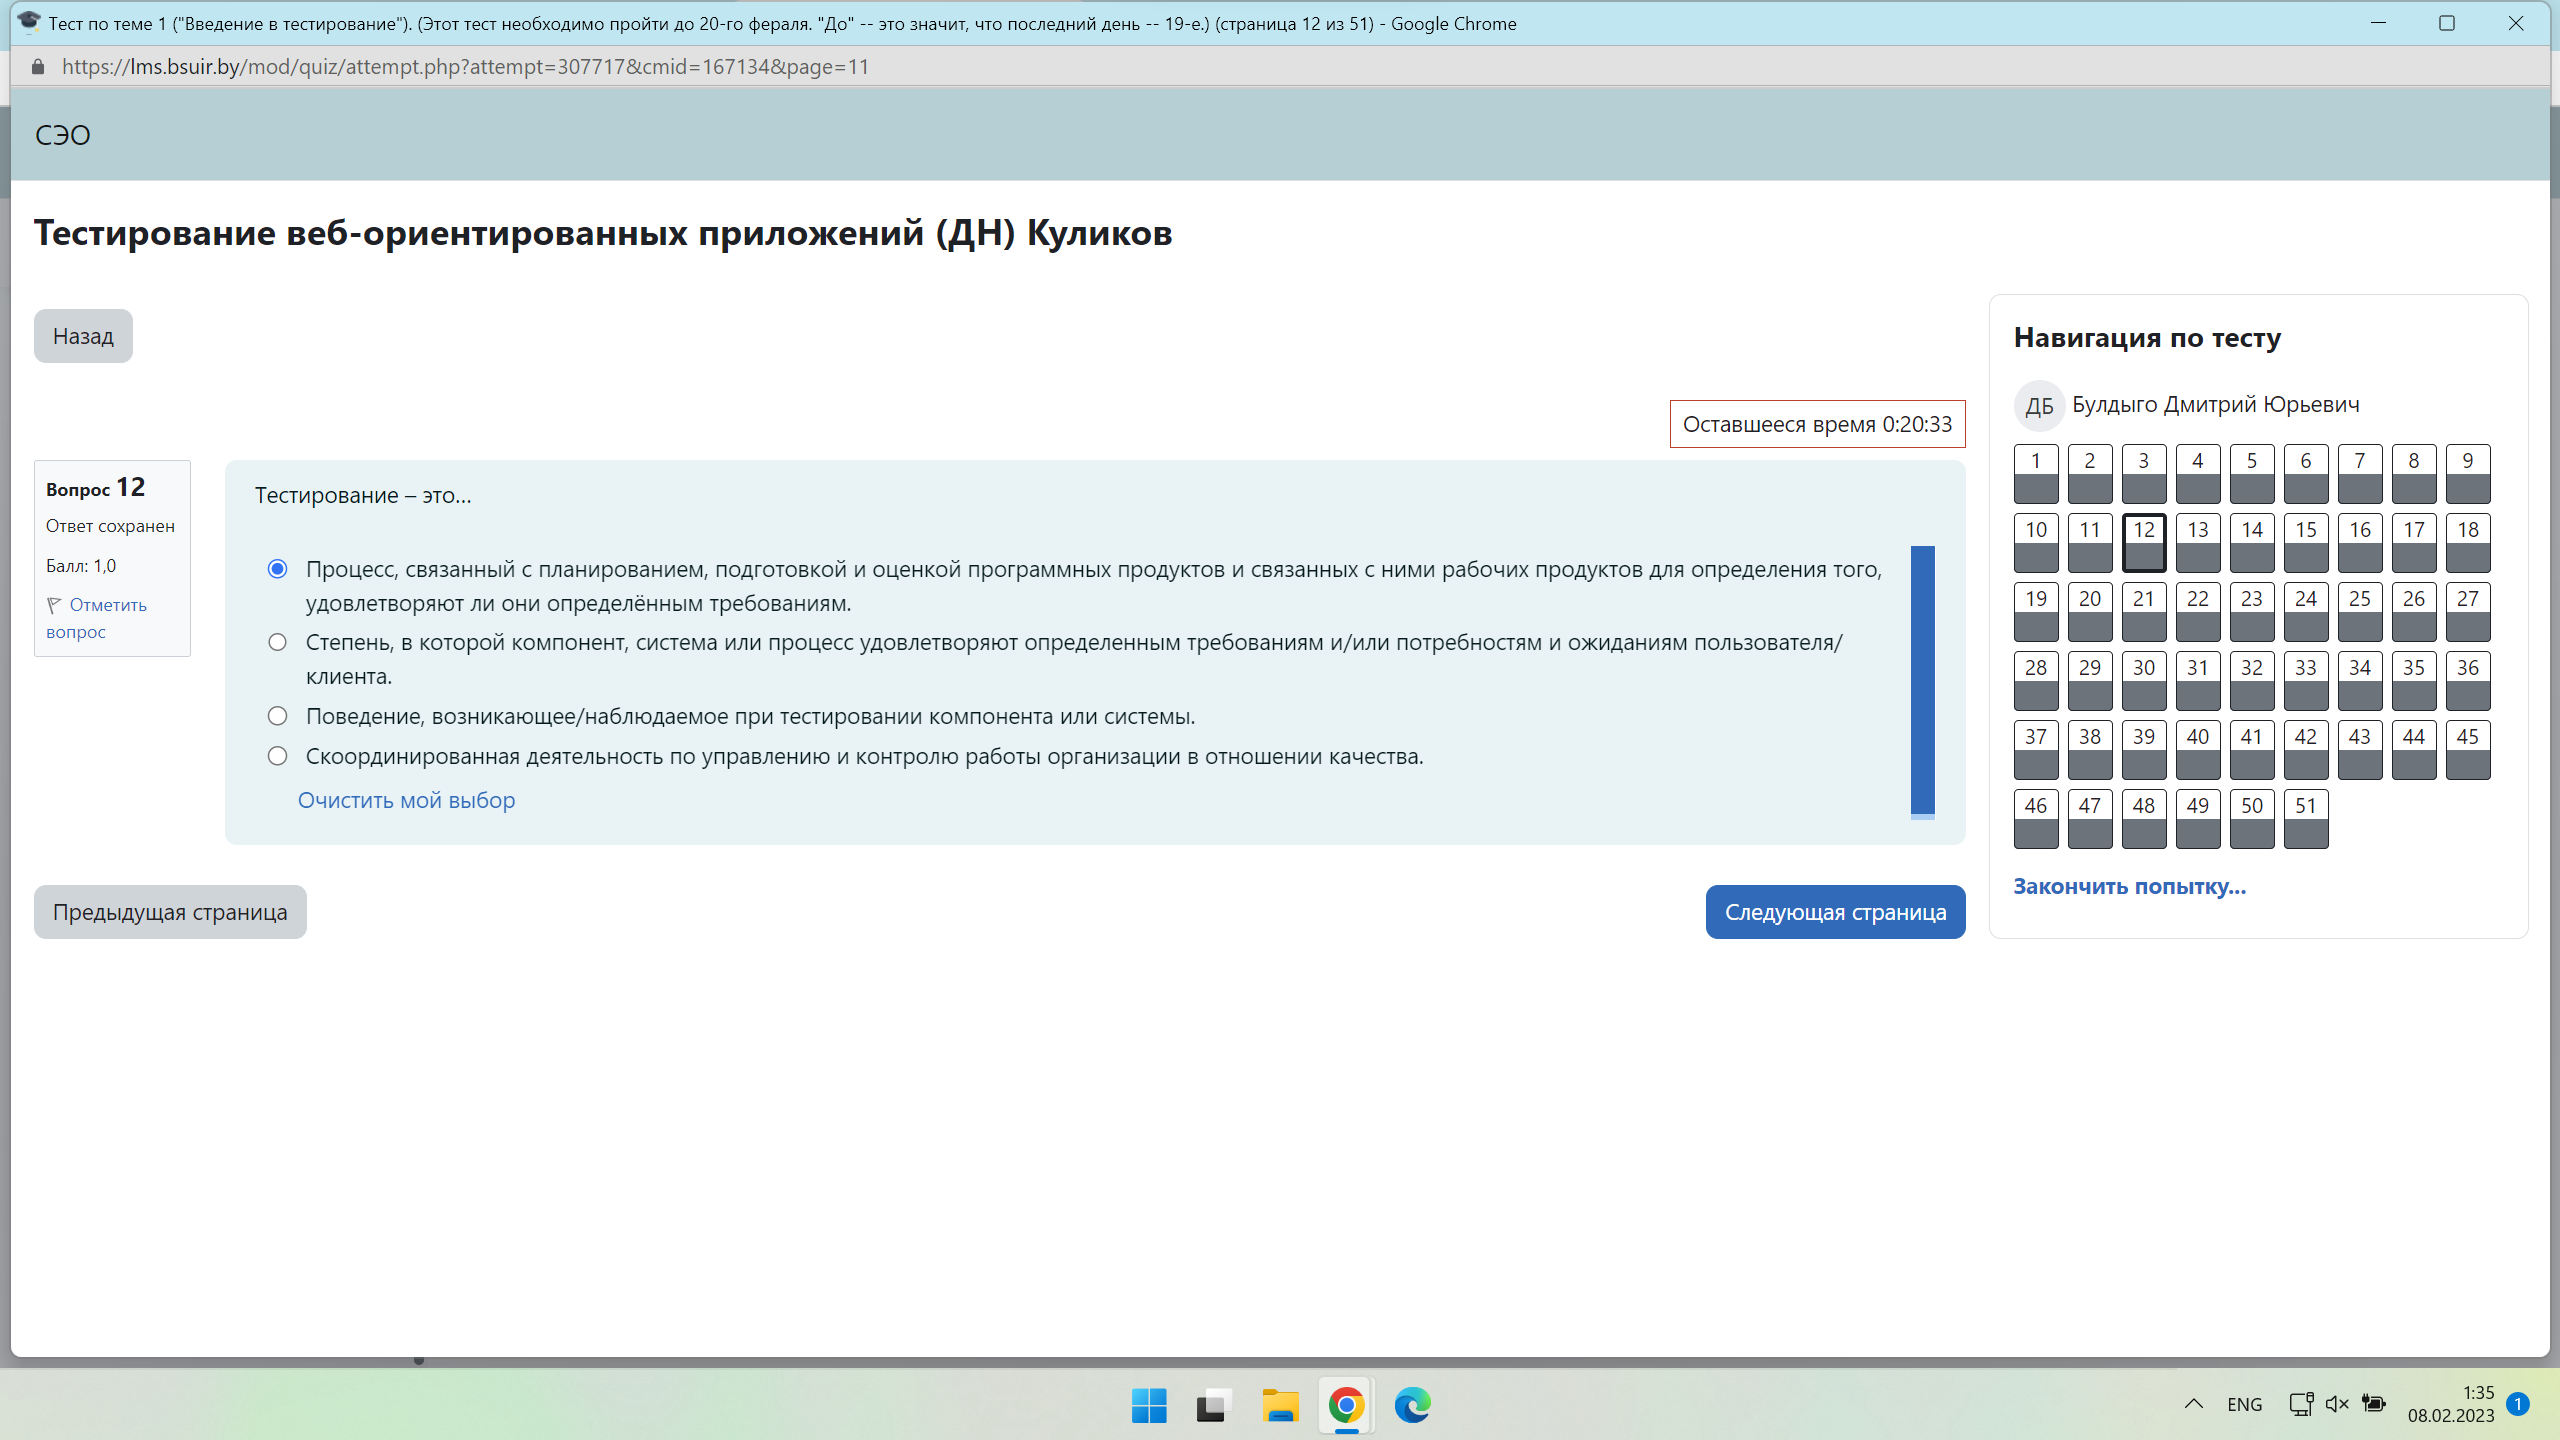 Тест по теме 1 ("Введение в тестирование"). (Этот тест необходимо пройти до 20-го фераля. "До" -- это значит, что последний день -- 19-е.) (страница 12 из 51) - Google Chrome
https://lms.bsuir.by/mod/quiz/attempt.php?attempt=307717&cmid=167134&page=11
СЭО
Тестирование веб-ориентированных приложений (ДН) Куликов
Назад
Оставшееся время 0:20:33
Вопрос 12
Ответ сохранен
Балл: 1,0
Отметить
вопрос
Тестирование – это...
Процесс, связанный с планированием, подготовкой и оценкой программных продуктов и связанных с ними рабочих продуктов для определения того,
удовлетворяют ли они определённым требованиям.
Степень, в которой компонент, система или процесс удовлетворяют определенным требованиям и/или потребностям и ожиданиям пользователя/
клиента.
Поведение, возникающее/наблюдаемое при тестировании компонента или системы.
Скоординированная деятельность по управлению и контролю работы организации в отношении качества.
Очистить мой выбор
Предыдущая страница
Следующая страница
Навигация по тесту
ДБ Булдыго Дмитрий Юрьевич
1 2 3 4 5 6 7 8 9
10 11 12 13 14 15 16 17 18
19 20 21 22 23 24 25 26 27
28 29 30 31 32 33 34 35 36
37 38 39 40 41 42 43 44 45
46 47 48 49 50 51
Закончить попытку...
ENG
1:35
08.02.2023
1